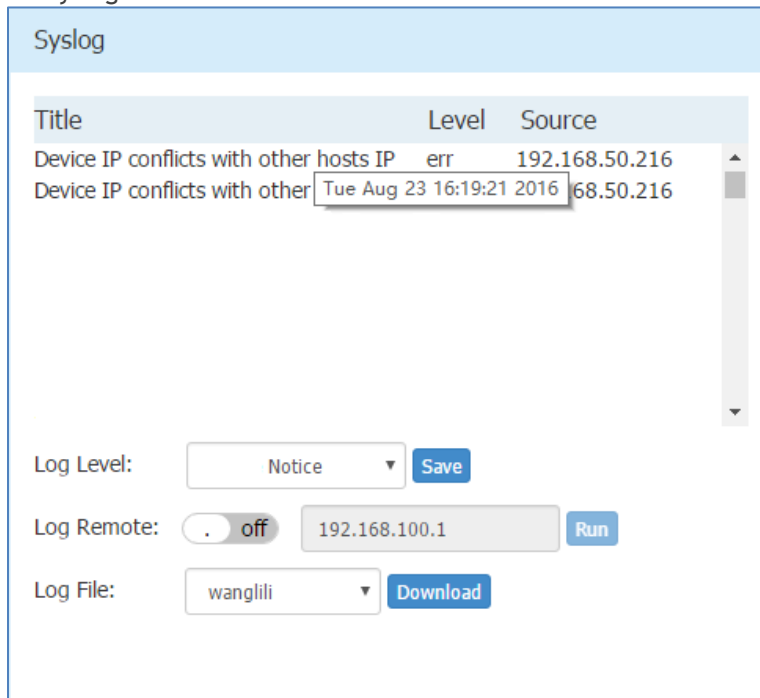 Syslog
Title Level Source
Device IP conflicts with other hosts IP err 192.168.50.216
Device IP conflicts with other Tue Aug 23 16:19:21 2016 68.50.216
Log Level: Notice Save
Log Remote: . off 192.168.100.1 Run
Log File: wanglili Download